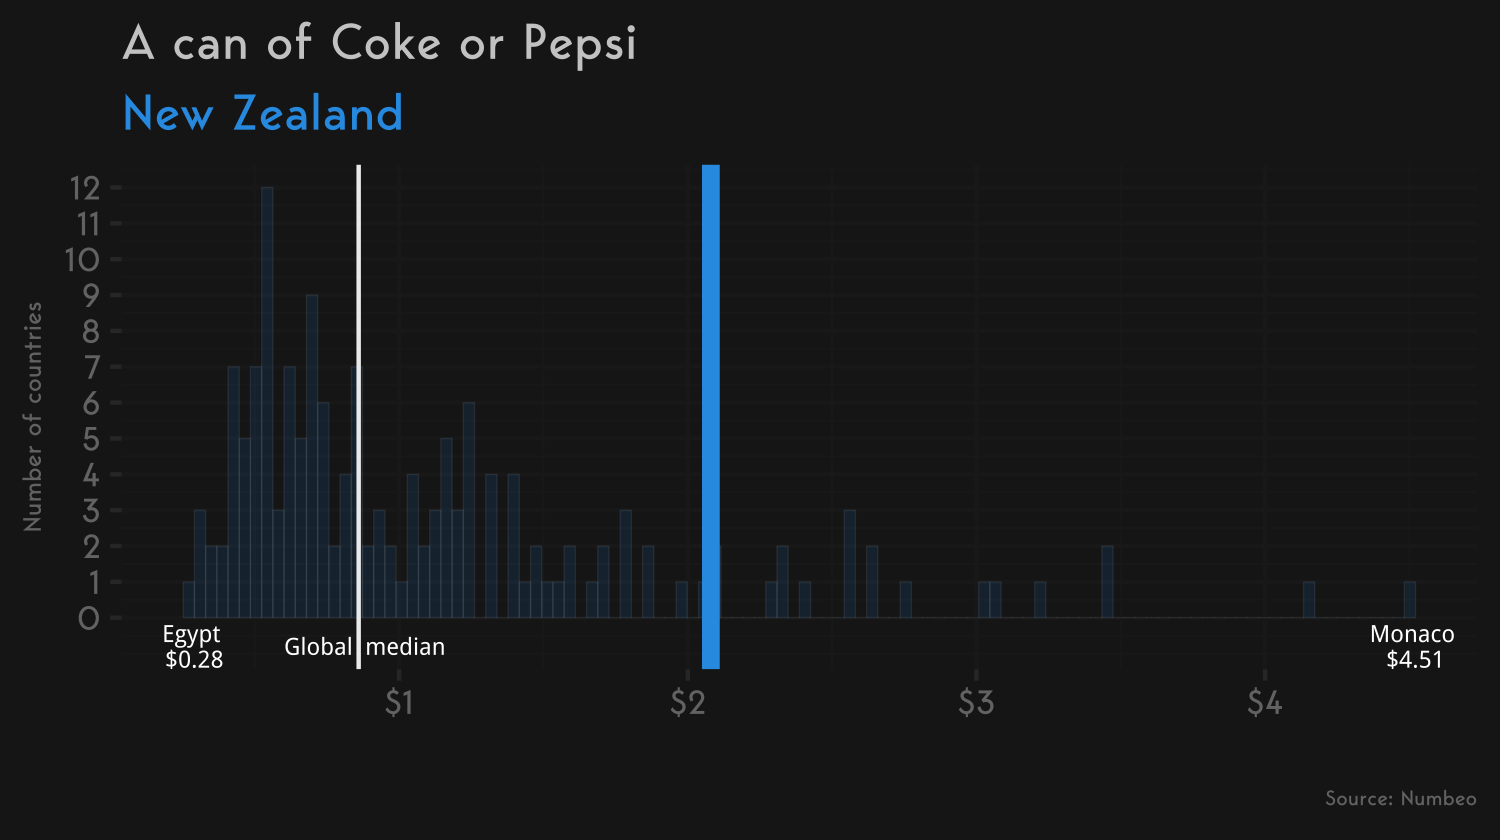 A can of Coke or Pepsi
New Zealand
Number of countries
12
11
10
9
8
7
6
5
4
3
2
1
0
Egypt
$0.28
Global median
Monaco
$4.51
$1 $2 $3 $4
Source: Numbeo